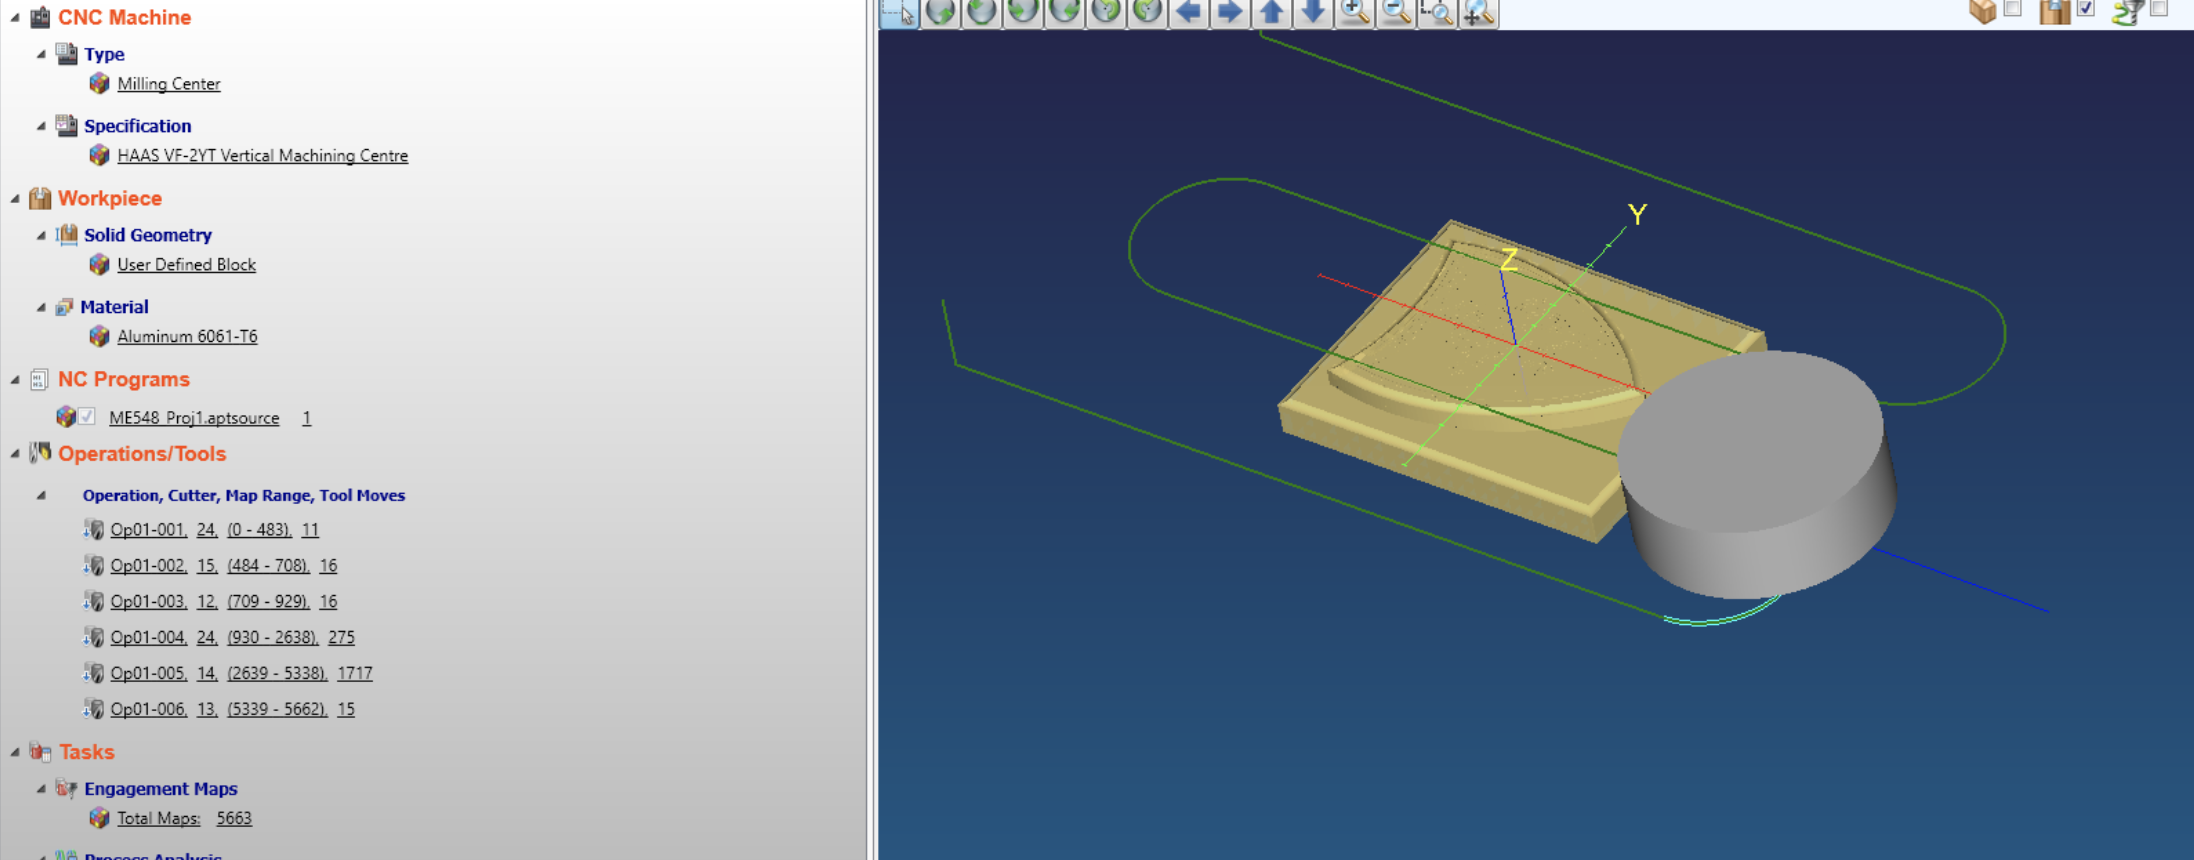 CNC Machine
Type
Milling Center
Specification
HAAS VF-2YT Vertical Machining Centre
Workpiece
Solid Geometry
User Defined Block
Material
Aluminum 6061-T6
NC Programs
ME548_Proj1.aptsource 1
Operations/Tools
Operation, Cutter, Map Range, Tool Moves
Op01-001, 24, (0 - 483), 11
Op01-002, 15, (484 - 708), 16
Op01-003, 12, (709 - 929), 16
Op01-004, 24, (930 - 2638), 275
Op01-005, 14, (2639 - 5338), 1717
Op01-006, 13, (5339 - 5662), 15
Tasks
Engagement Maps
Total Maps: 5663
Process Analysis
Y
Z